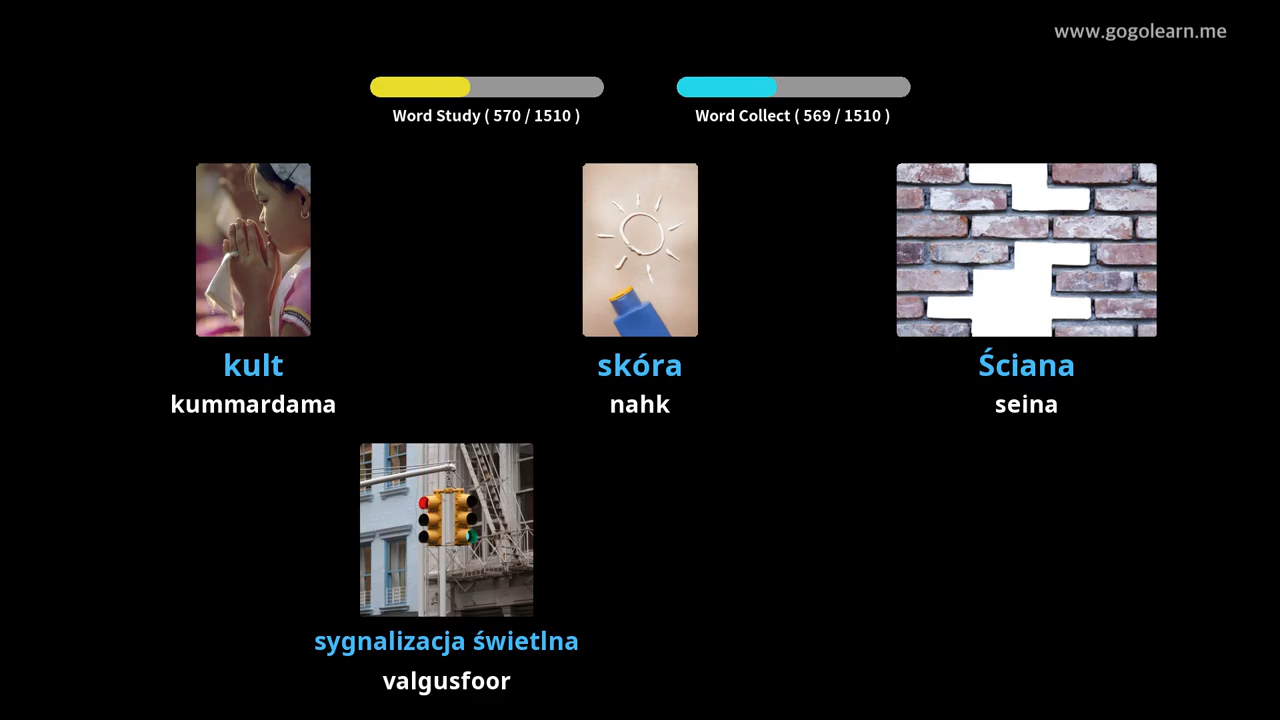 www.gogolearn.me
Word Study ( 570 / 1510 )
Word Collect ( 569 / 1510 )
kult
kummardama
skóra
nahk
Ściana
seina
sygnalizacja świetlna
valgusfoor